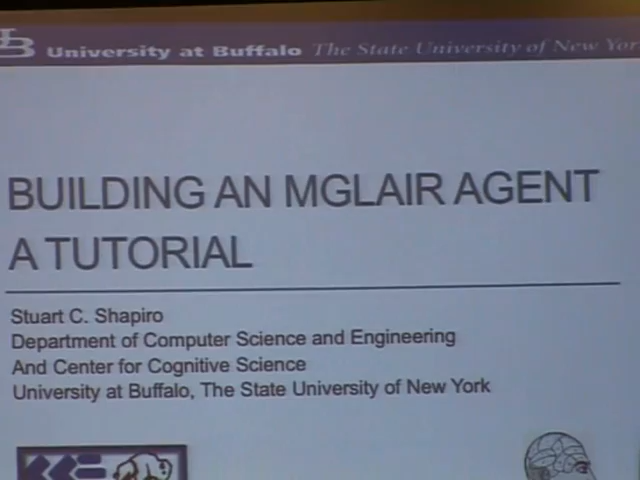 University at Buffalo The State University of New Yor
BUILDING AN MGLAIR AGENT
A TUTORIAL
Stuart C. Shapiro
Department of Computer Science and Engineering
And Center for Cognitive Science
University at Buffalo, The State University of New York